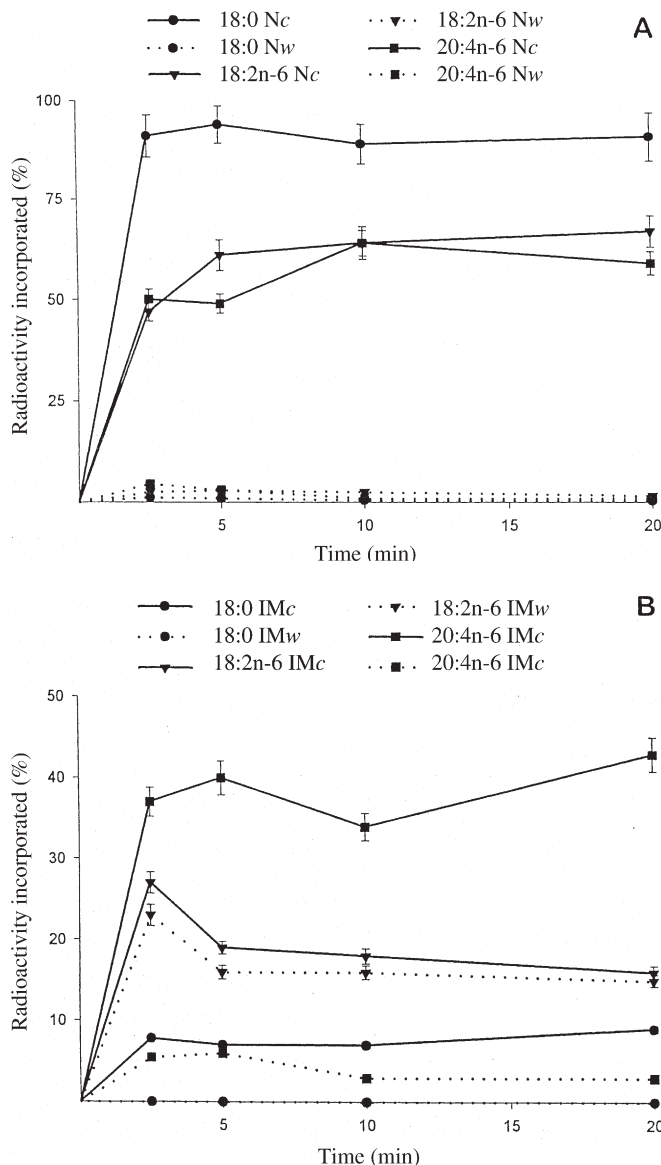 18:0 Nc
18:0 Nw
18:2n-6 Nc
18:2n-6 Nw
20:4n-6 Nc
20:4n-6 Nw
A
Radioactivity incorporated (%)
100
75
50
25
5
10
15
20
Time (min)
18:0 IMc
18:0 IMw
18:2n-6 IMc
18:2n-6 IMw
20:4n-6 IMc
20:4n-6 IMc
B
Radioactivity incorporated (%)
50
40
30
20
10
5
10
15
20
Time (min)